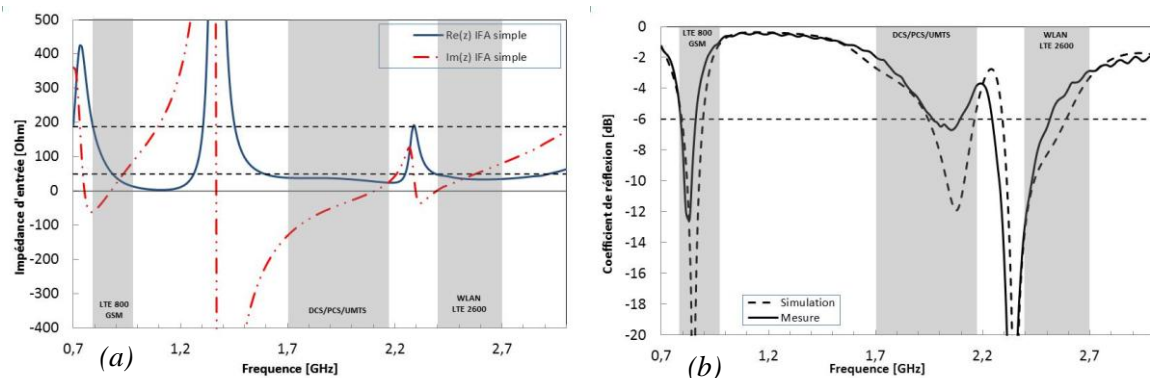 Impédance d'entrée [Ohm]
500
400
300
200
100
0
-100
-200
-300
-400
LTE 800
GSM
Re(z) IFA simple
Im(z) IFA simple
LTE 800
GSM
DCS/PCS/UMTS
WLAN
LTE 2600
0,7
1,2
1,7
2,2
2,7
Frequence [GHz]
(a)
Coefficient de réflexion [dB]
0
-2
-4
-6
-8
-10
-12
-14
-16
-18
-20
LTE 800
GSM
DCS/PCS/UMTS
WLAN
LTE 2600
Simulation
Mesure
0,7
1,2
1,7
2,2
2,7
Frequence [GHz]
(b)